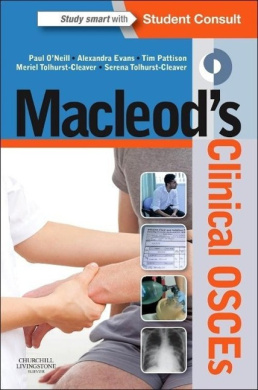 Study smart with Student Consult
Paul O'Neill • Alexandra Evans • Tim Pattison
Meriel Tolhurst-Cleaver • Serena Tolhurst-Cleaver
Macleod's
Clinical OSCEs
CHURCHILL
LIVINGSTONE
ELSEVIER